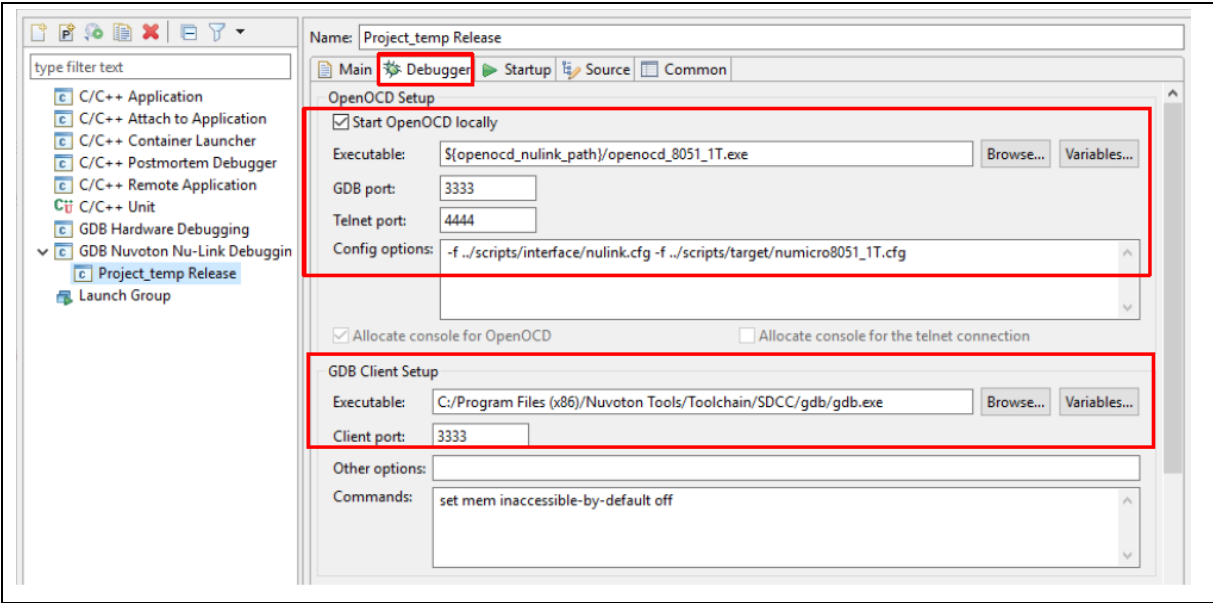 Name: Project_temp Release
type filter text
Main Debugger Startup Source Common
C/C++ Application
C/C++ Attach to Application
C/C++ Container Launcher
C/C++ Postmortem Debugger
C/C++ Remote Application
C/C++ Unit
GDB Hardware Debugging
GDB Nuvoton Nu-Link Debuggin
Project_temp Release
Launch Group
OpenOCD Setup
Start OpenOCD locally
Executable: ${openocd_nulink_path}/openocd_8051_1T.exe Browse... Variables...
GDB port: 3333
Telnet port: 4444
Config options: -f ../scripts/interface/nulink.cfg -f ../scripts/target/numicro8051_1T.cfg
Allocate console for OpenOCD Allocate console for the telnet connection
GDB Client Setup
Executable: C:/Program Files (x86)/Nuvoton Tools/Toolchain/SDCC/gdb/gdb.exe Browse... Variables...
Client port: 3333
Other options:
Commands: set mem inaccessible-by-default off